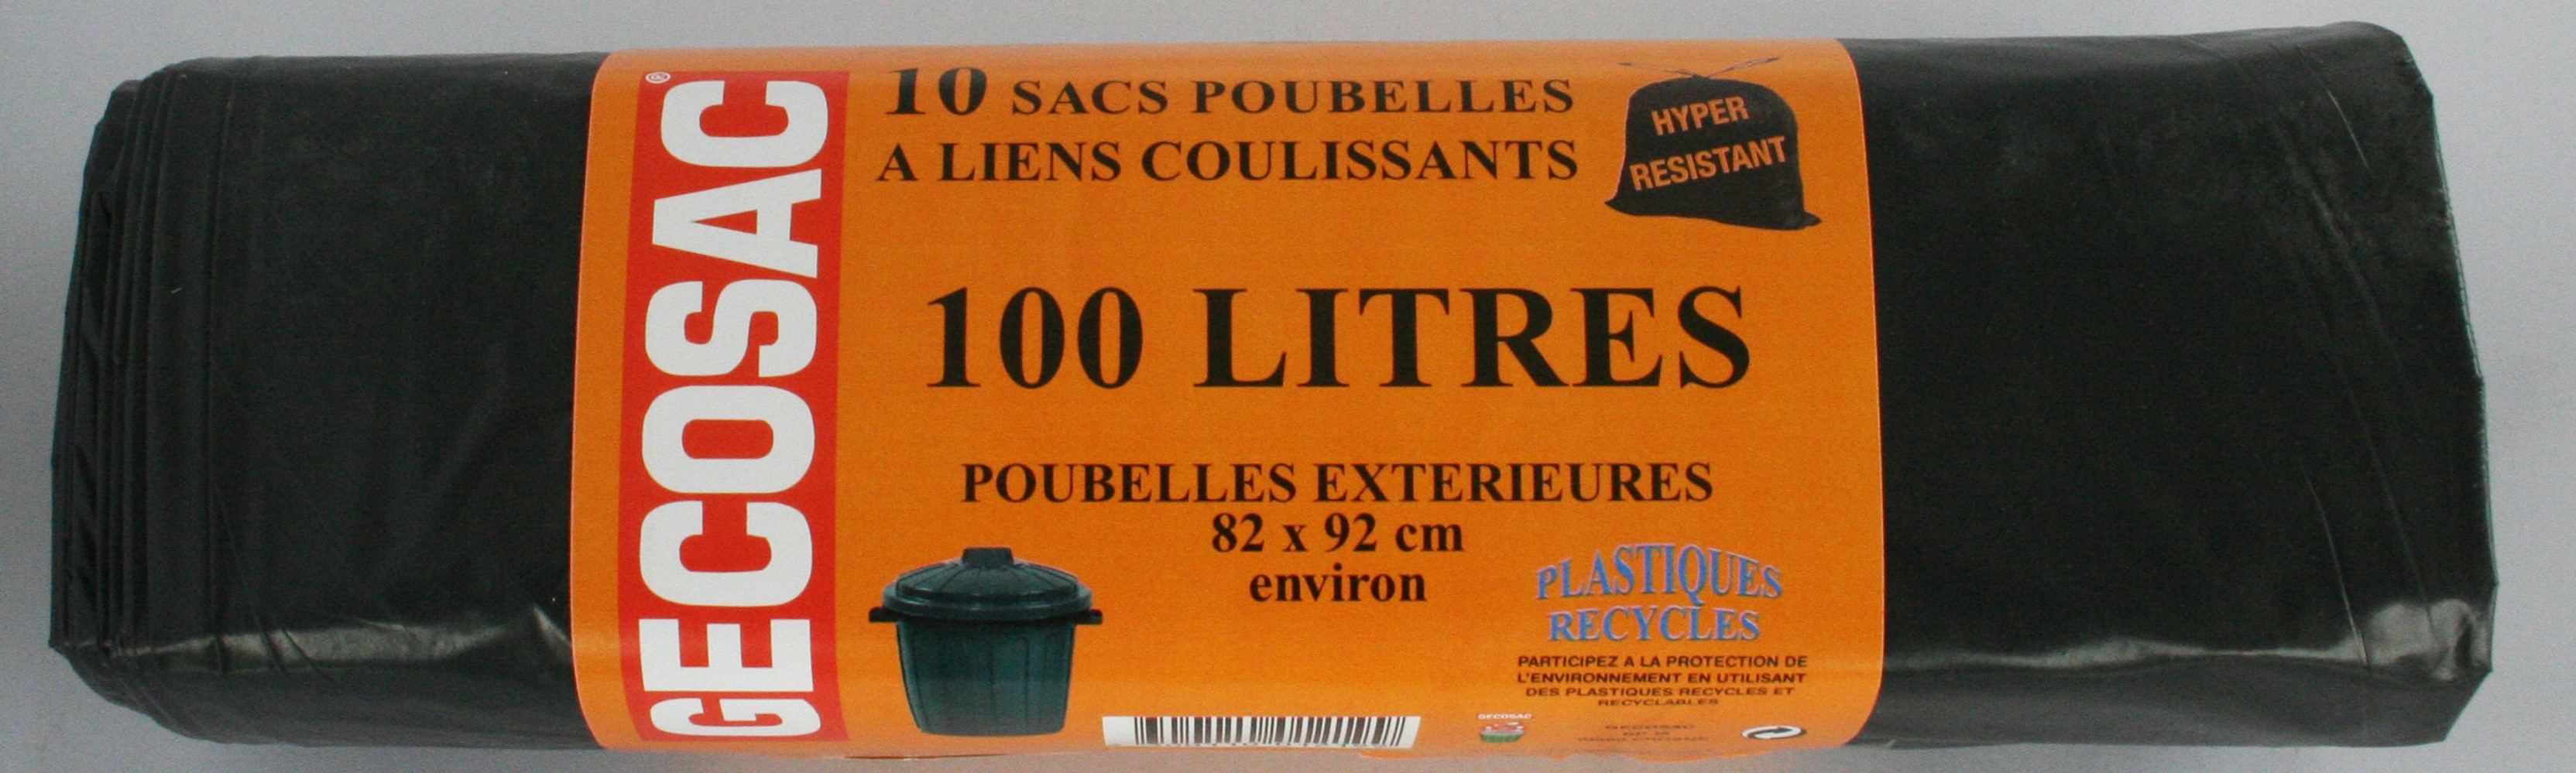 GECOSAC®
10 SACS POUBELLES
A LIENS COULISSANTS
HYPER
RESISTANT
100 LITRES
POUBELLES EXTERIEURES
82 x 92 cm
environ
PLASTIQUES
RECYCLES
PARTICIPEZ A LA PROTECTION DE
L'ENVIRONNEMENT EN UTILISANT
DES PLASTIQUES RECYCLES ET
RECYCLABLES
GECOSAC
GECOSAC